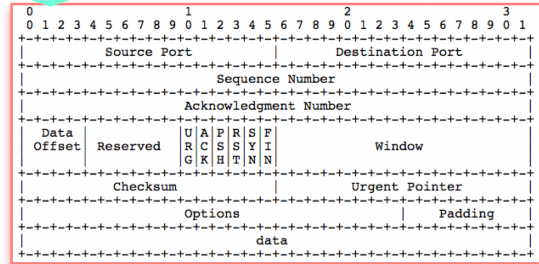 0                   1                   2                   3
0 1 2 3 4 5 6 7 8 9 0 1 2 3 4 5 6 7 8 9 0 1 2 3 4 5 6 7 8 9 0 1
+-+-+-+-+-+-+-+-+-+-+-+-+-+-+-+-+-+-+-+-+-+-+-+-+-+-+-+-+-+-+-+-+
|          Source Port          |       Destination Port        |
+-+-+-+-+-+-+-+-+-+-+-+-+-+-+-+-+-+-+-+-+-+-+-+-+-+-+-+-+-+-+-+-+
|                        Sequence Number                        |
+-+-+-+-+-+-+-+-+-+-+-+-+-+-+-+-+-+-+-+-+-+-+-+-+-+-+-+-+-+-+-+-+
|                    Acknowledgment Number                      |
+-+-+-+-+-+-+-+-+-+-+-+-+-+-+-+-+-+-+-+-+-+-+-+-+-+-+-+-+-+-+-+-+
|  Data |           |U|A|P|R|S|F|                               |
| Offset| Reserved  |R|C|S|S|Y|I|            Window             |
|       |           |G|K|H|T|N|N|                               |
+-+-+-+-+-+-+-+-+-+-+-+-+-+-+-+-+-+-+-+-+-+-+-+-+-+-+-+-+-+-+-+-+
|           Checksum            |         Urgent Pointer        |
+-+-+-+-+-+-+-+-+-+-+-+-+-+-+-+-+-+-+-+-+-+-+-+-+-+-+-+-+-+-+-+-+
|                    Options                    |    Padding    |
+-+-+-+-+-+-+-+-+-+-+-+-+-+-+-+-+-+-+-+-+-+-+-+-+-+-+-+-+-+-+-+-+
|                             data                              |
+-+-+-+-+-+-+-+-+-+-+-+-+-+-+-+-+-+-+-+-+-+-+-+-+-+-+-+-+-+-+-+-+